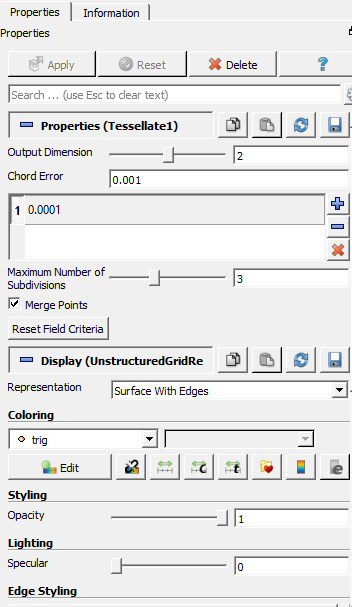 Properties Information
Properties
Apply Reset Delete ?
Search ... (use Esc to clear text)
Properties (Tessellate1)
Output Dimension 2
Chord Error 0.001
1 0.0001
Maximum Number of
Subdivisions 3
Merge Points
Reset Field Criteria
Display (UnstructuredGridRe
Representation Surface With Edges
Coloring
trig
Edit c t e
Styling
Opacity 1
Lighting
Specular 0
Edge Styling